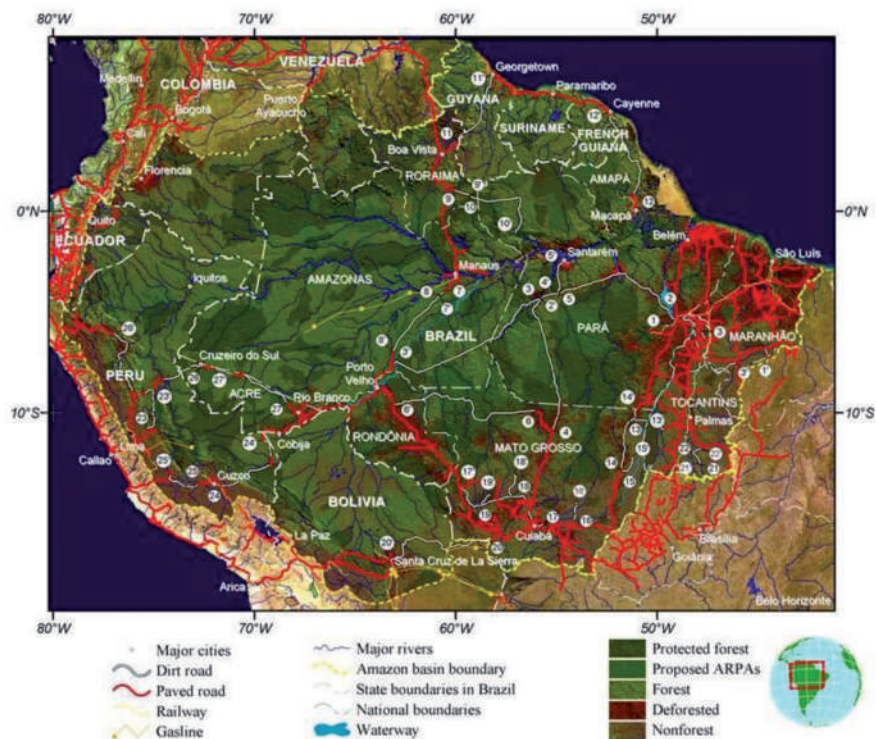 80°W 70°W 60°W 50°W
VENEZUELA
Medellin
COLOMBIA
Georgetown
Puerto
Ayacucho
Paramaribo
Bogotá
GUYANA
Cayenne
Cali
SURINAME
FRENCH
GUIANA
Boa Vista
Florencia
RORAIMA
AMAPÁ
0°N
Quito
Macapá
0°N
ECUADOR
Belém
São Luís
Manaus
Santarém
Iquitos
AMAZONAS
BRAZIL
PARÁ
MARANHÃO
Cruzeiro do Sul
Porto
Velho
PERU
ACRE
Rio Branco
TOCANTINS
Palmas
10°S
RONDÔNIA
MATO GROSSO
10°S
Lima
Cobija
Callao
Cuzco
BOLIVIA
La Paz
Cuiabá
Brasília
Santa Cruz de La Sierra
Goiânia
Arica
Belo Horizonte
80°W 70°W 60°W 50°W
Major cities
Dirt road
Paved road
Railway
Gasline
Major rivers
Amazon basin boundary
State boundaries in Brazil
National boundaries
Waterway
Protected forest
Proposed ARPAs
Forest
Deforested
Nonforest